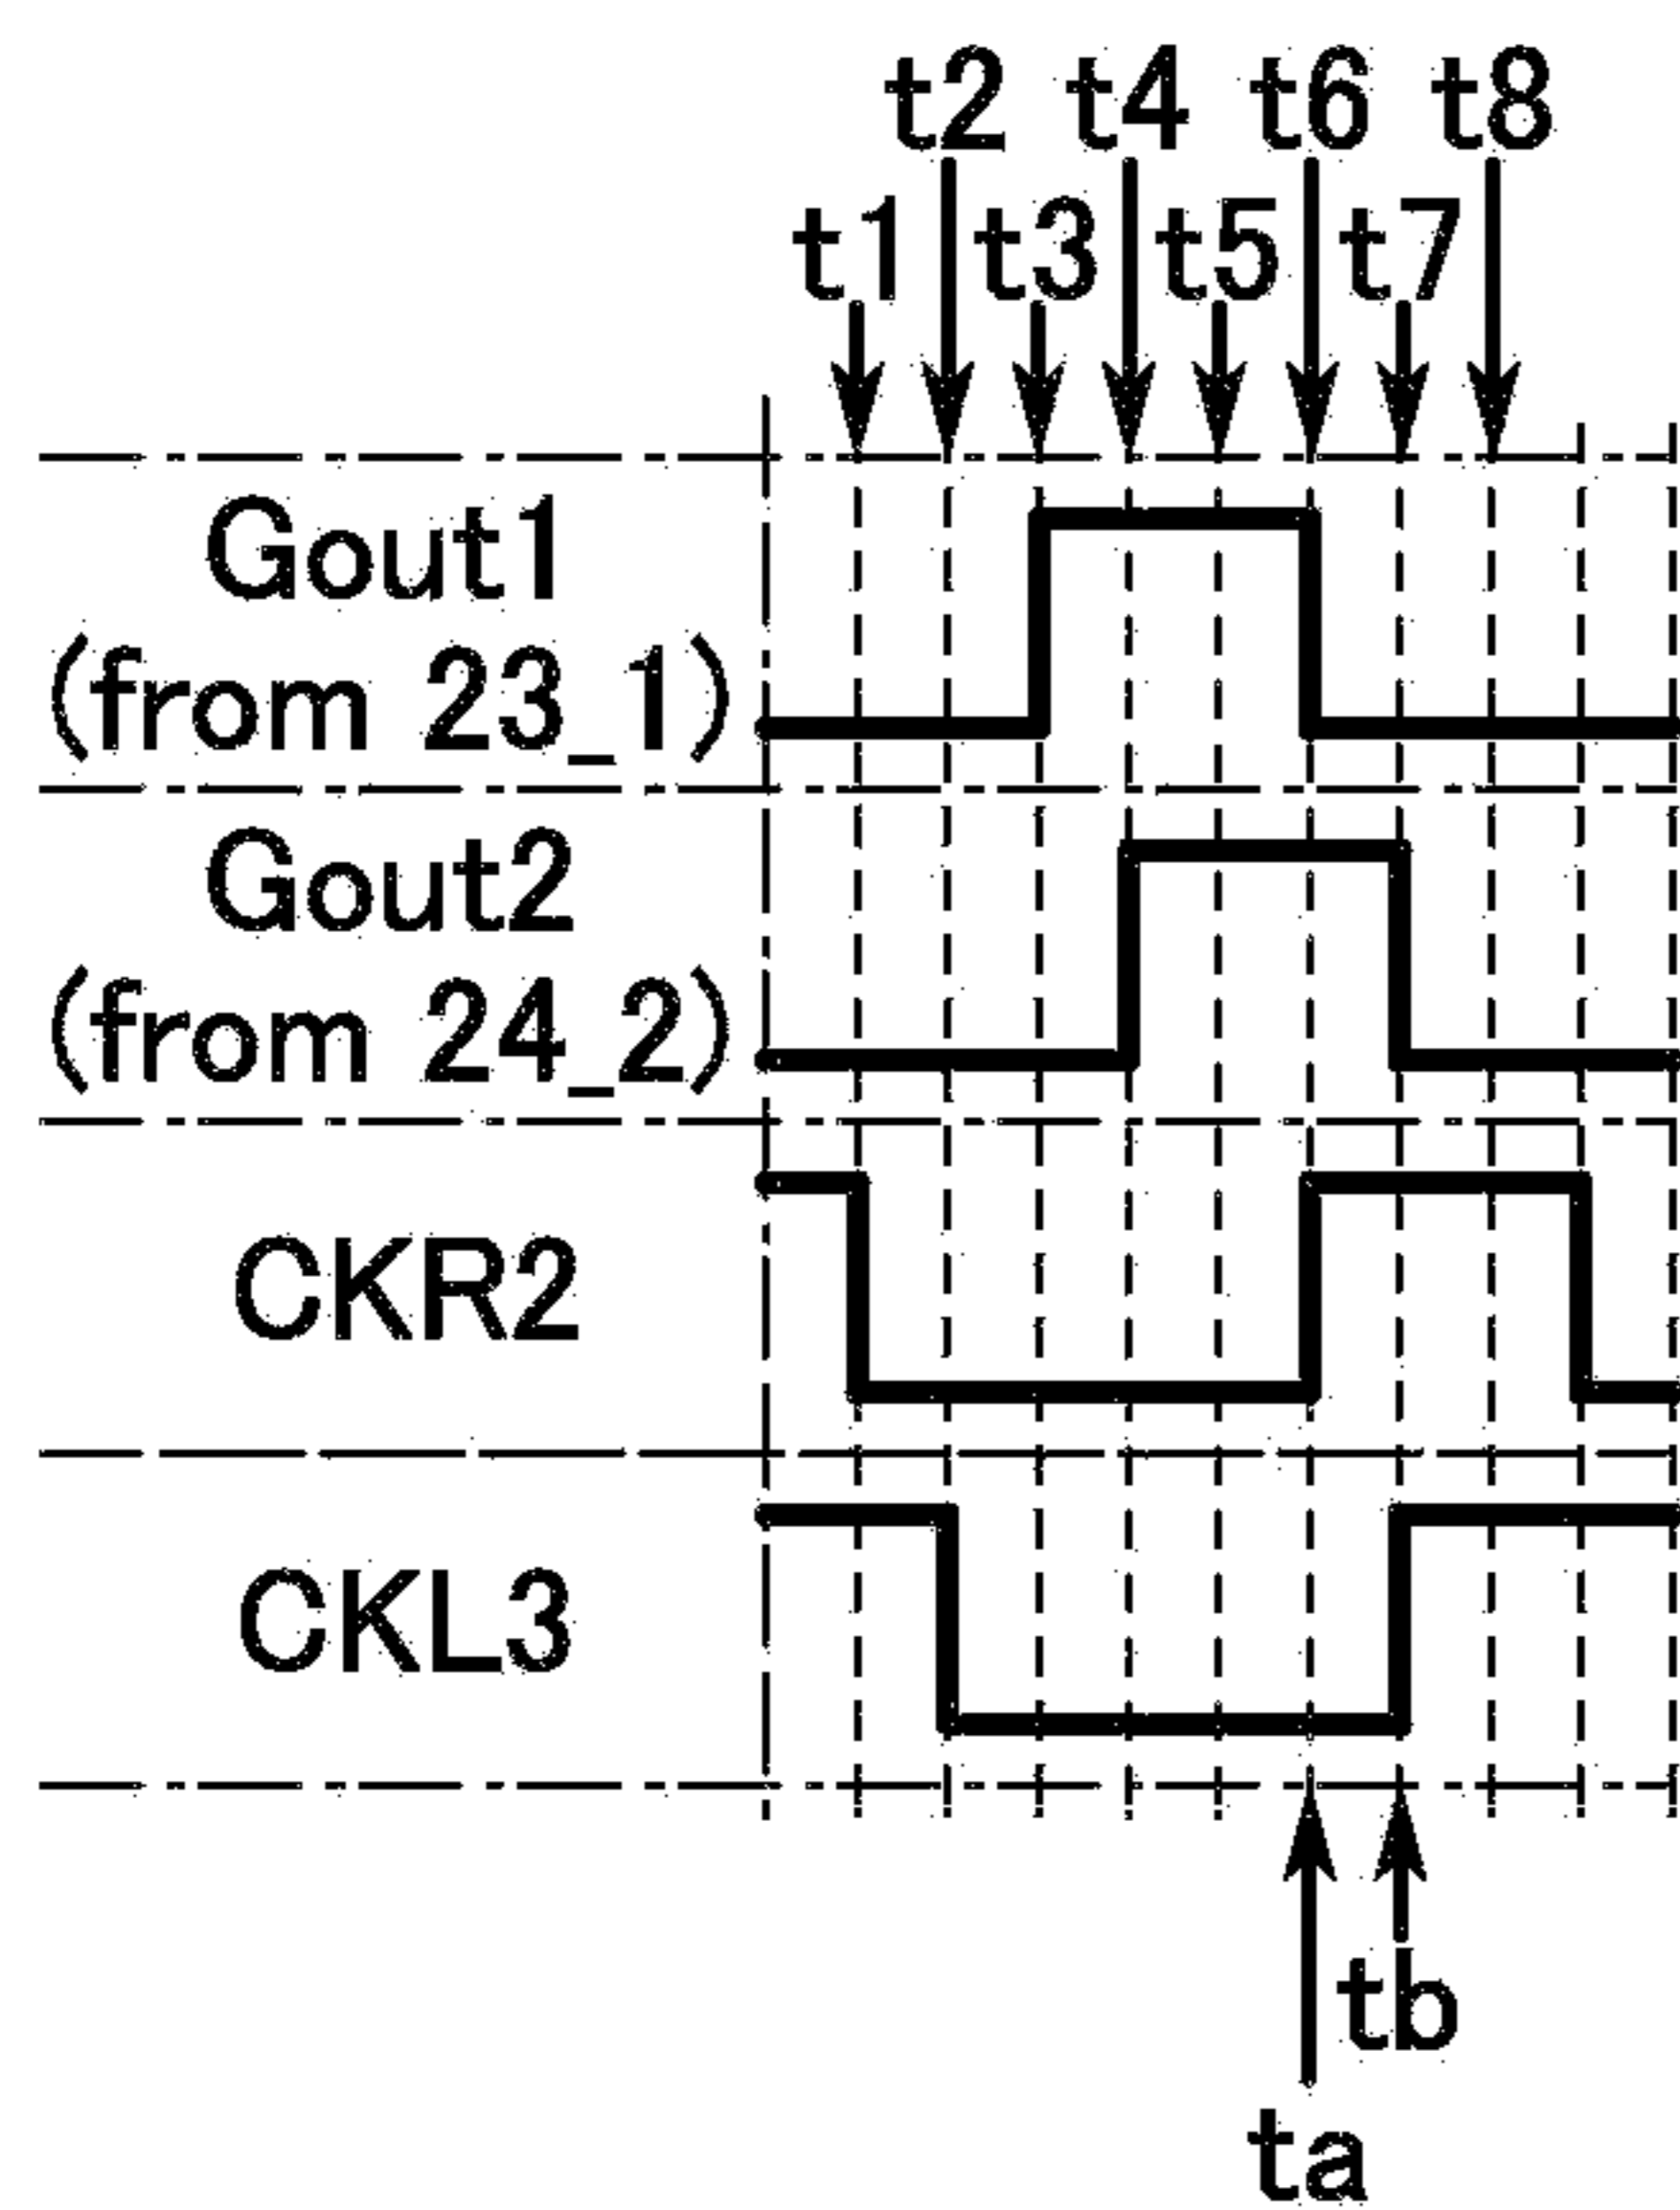 t2 t4 t6 t8
t1 t3 t5 t7
Gout1
(from 23_1)
Gout2
(from 24_2)
CKR2
CKL3
tb
ta